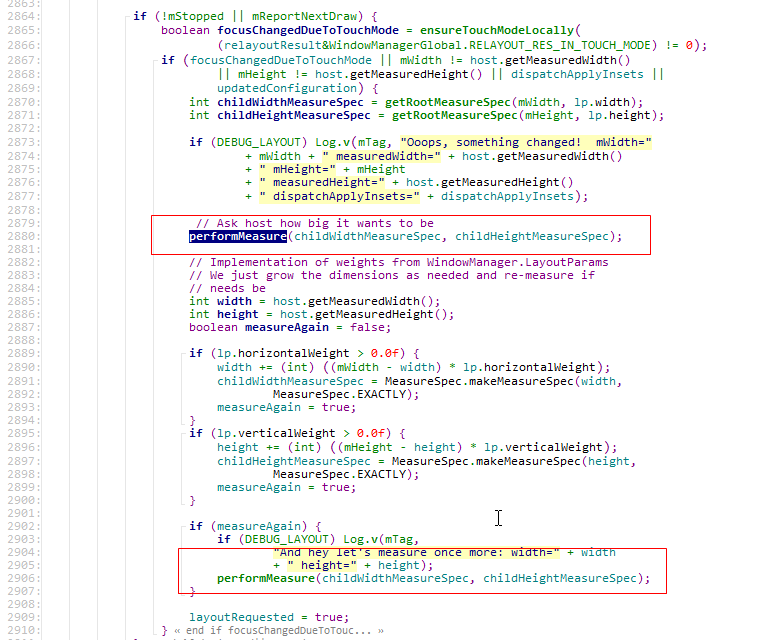 2863:
2864: if (!mStopped || mReportNextDraw) {
2865: boolean focusChangedDueToTouchMode = ensureTouchModeLocally(
2866: (relayoutResult&WindowManagerGlobal.RELAYOUT_RES_IN_TOUCH_MODE) != 0);
2867: if (focusChangedDueToTouchMode || mWidth != host.getMeasuredWidth()
2868: || mHeight != host.getMeasuredHeight() || dispatchApplyInsets ||
2869: updatedConfiguration) {
2870: int childWidthMeasureSpec = getRootMeasureSpec(mWidth, lp.width);
2871: int childHeightMeasureSpec = getRootMeasureSpec(mHeight, lp.height);
2872:
2873: if (DEBUG_LAYOUT) Log.v(mTag, "Ooops, something changed!  mWidth="
2874: + mWidth + " measuredWidth=" + host.getMeasuredWidth()
2875: + " mHeight=" + mHeight
2876: + " measuredHeight=" + host.getMeasuredHeight()
2877: + " dispatchApplyInsets=" + dispatchApplyInsets);
2878:
2879: // Ask host how big it wants to be
2880: performMeasure(childWidthMeasureSpec, childHeightMeasureSpec);
2881:
2882: // Implementation of weights from WindowManager.LayoutParams
2883: // We just grow the dimensions as needed and re-measure if
2884: // needs be
2885: int width = host.getMeasuredWidth();
2886: int height = host.getMeasuredHeight();
2887: boolean measureAgain = false;
2888:
2889: if (lp.horizontalWeight > 0.0f) {
2890: width += (int) ((mWidth - width) * lp.horizontalWeight);
2891: childWidthMeasureSpec = MeasureSpec.makeMeasureSpec(width,
2892: MeasureSpec.EXACTLY);
2893: measureAgain = true;
2894: }
2895: if (lp.verticalWeight > 0.0f) {
2896: height += (int) ((mHeight - height) * lp.verticalWeight);
2897: childHeightMeasureSpec = MeasureSpec.makeMeasureSpec(height,
2898: MeasureSpec.EXACTLY);
2899: measureAgain = true;
2900: }
2901:
2902: if (measureAgain) {
2903: if (DEBUG_LAYOUT) Log.v(mTag,
2904: "And hey let's measure once more: width=" + width
2905: + " height=" + height);
2906: performMeasure(childWidthMeasureSpec, childHeightMeasureSpec);
2907: }
2908:
2909: layoutRequested = true;
2910: } « end if focusChangedDueToTouc... »